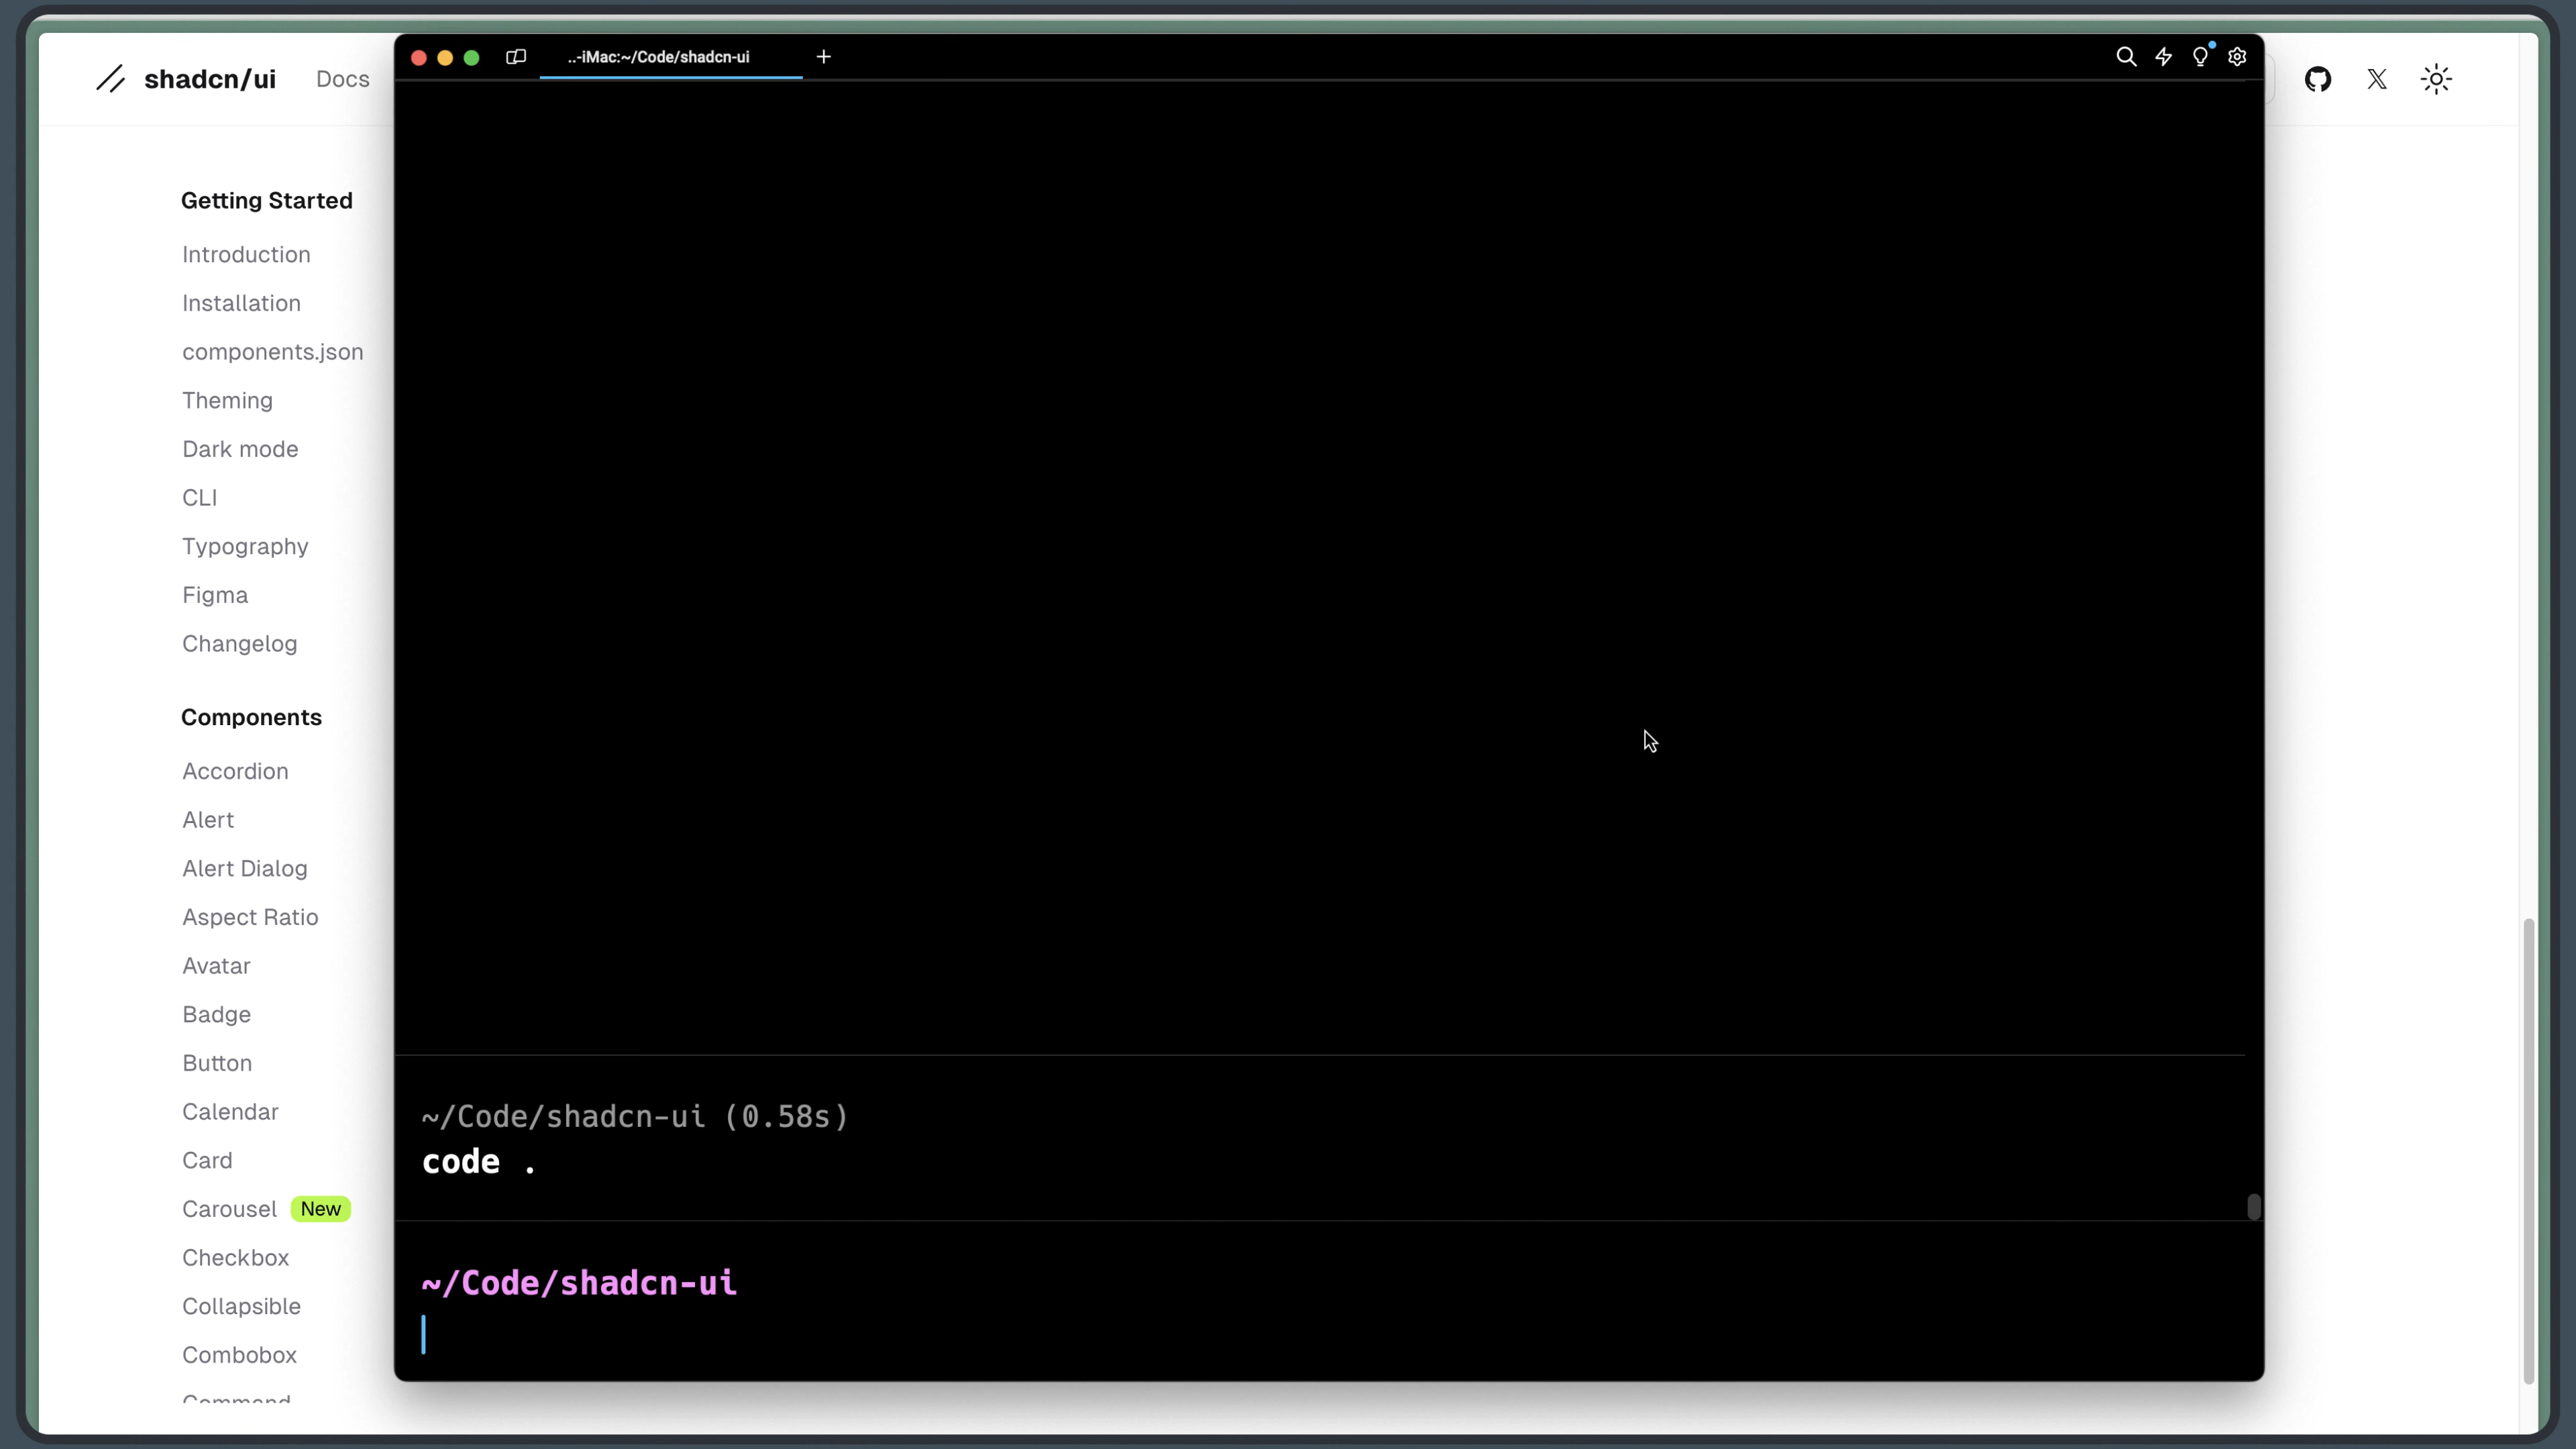 shadcn/ui
Docs
..-iMac:~/Code/shadcn-ui
Getting Started
Introduction
Installation
components.json
Theming
Dark mode
CLI
Typography
Figma
Changelog
Components
Accordion
Alert
Alert Dialog
Aspect Ratio
Avatar
Badge
Button
Calendar
Card
Carousel New
Checkbox
Collapsible
Combobox
Command
~/Code/shadcn-ui (0.58s)
code .
~/Code/shadcn-ui